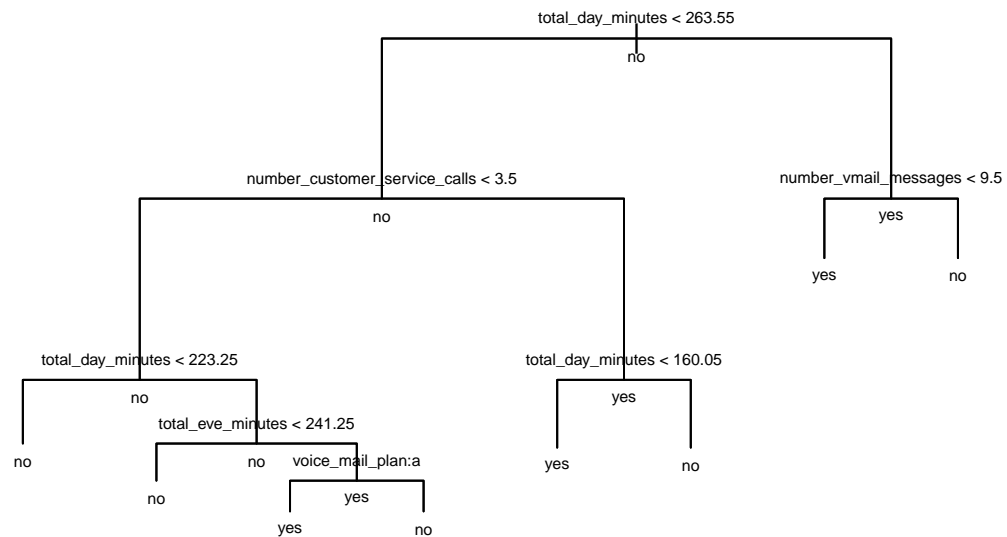 total_day_minutes < 263.55
no
number_customer_service_calls < 3.5
number_vmail_messages < 9.5
no
yes
yes
no
total_day_minutes < 223.25
total_day_minutes < 160.05
no
yes
total_eve_minutes < 241.25
no
no
voice_mail_plan:a
yes
no
no
yes
yes
no